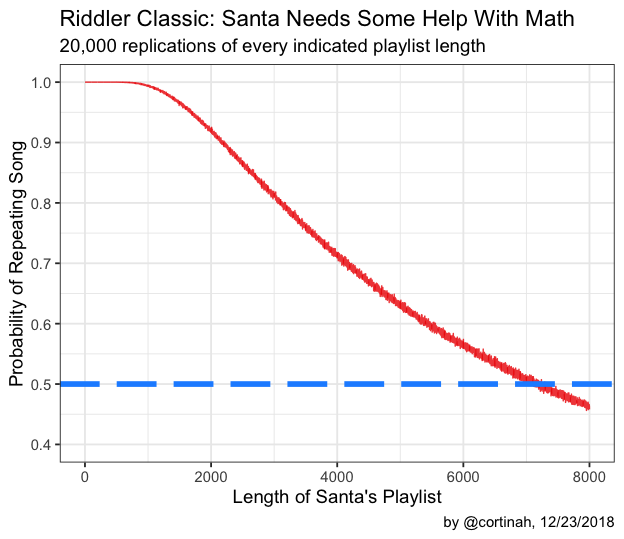 Riddler Classic: Santa Needs Some Help With Math
20,000 replications of every indicated playlist length
Probability of Repeating Song
1.0
0.9
0.8
0.7
0.6
0.5
0.4
0 2000 4000 6000 8000
Length of Santa's Playlist
by @cortinah, 12/23/2018